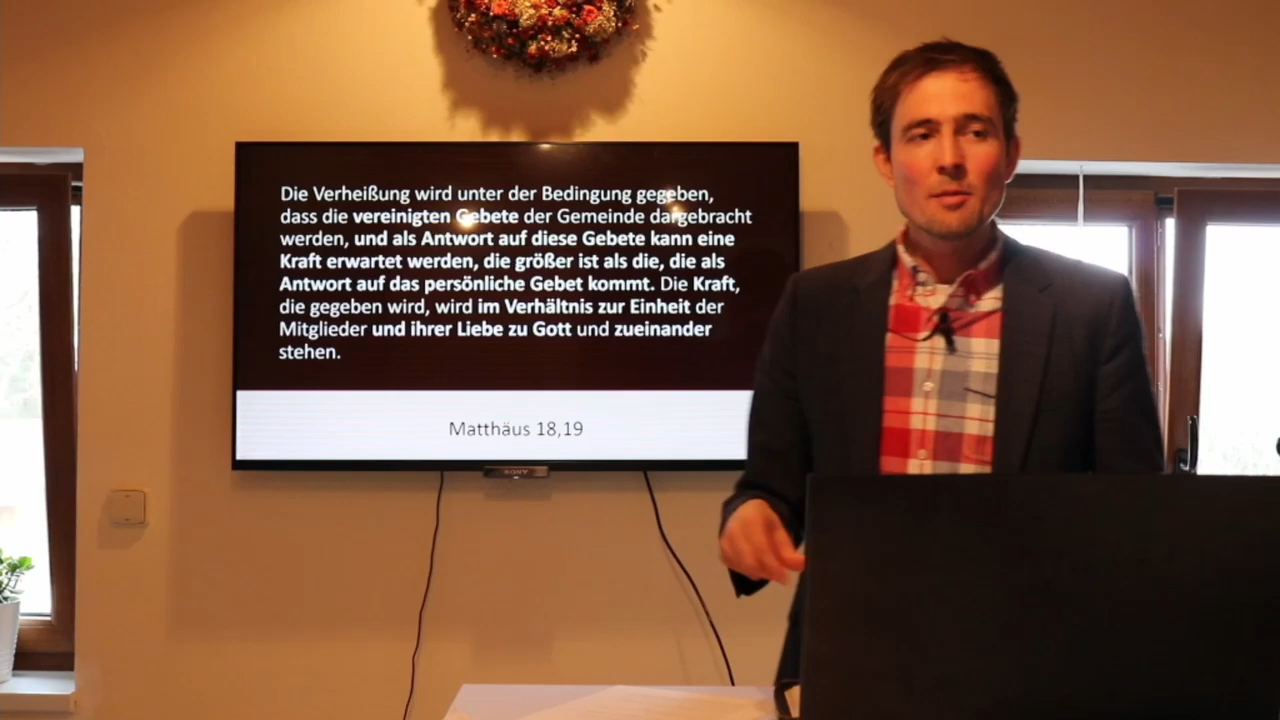 Die Verheißung wird unter der Bedingung gegeben,
dass die vereinigten Gebete der Gemeinde dargebracht
werden, und als Antwort auf diese Gebete kann eine
Kraft erwartet werden, die größer ist als die, die als
Antwort auf das persönliche Gebet kommt. Die Kraft,
die gegeben wird, wird im Verhältnis zur Einheit der
Mitglieder und ihrer Liebe zu Gott und zueinander
stehen.
Matthäus 18,19
SONY